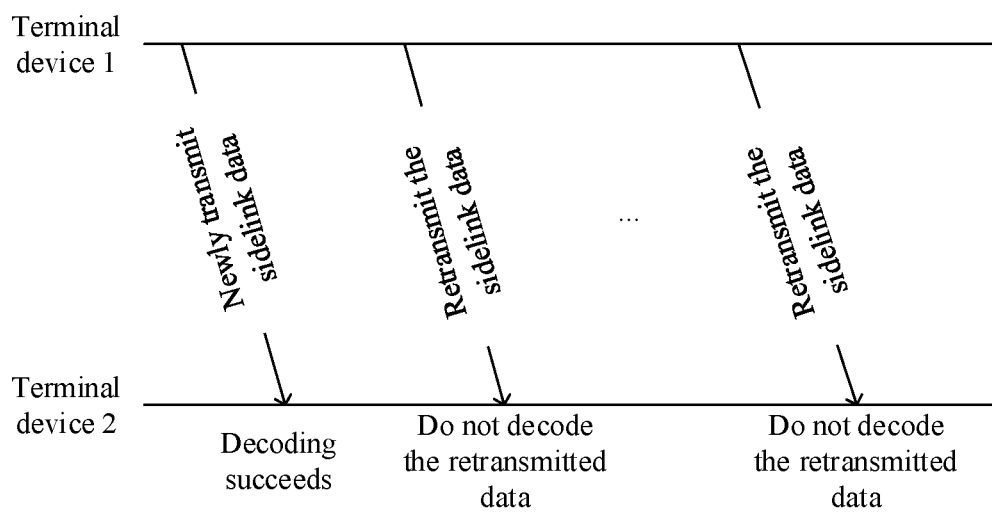 Terminal
device 1
Newly transmit
sidelink data
Retransmit the
sidelink data
...
Retransmit the
sidelink data
Terminal
device 2
Decoding
succeeds
Do not decode
the retransmitted
data
Do not decode
the retransmitted
data